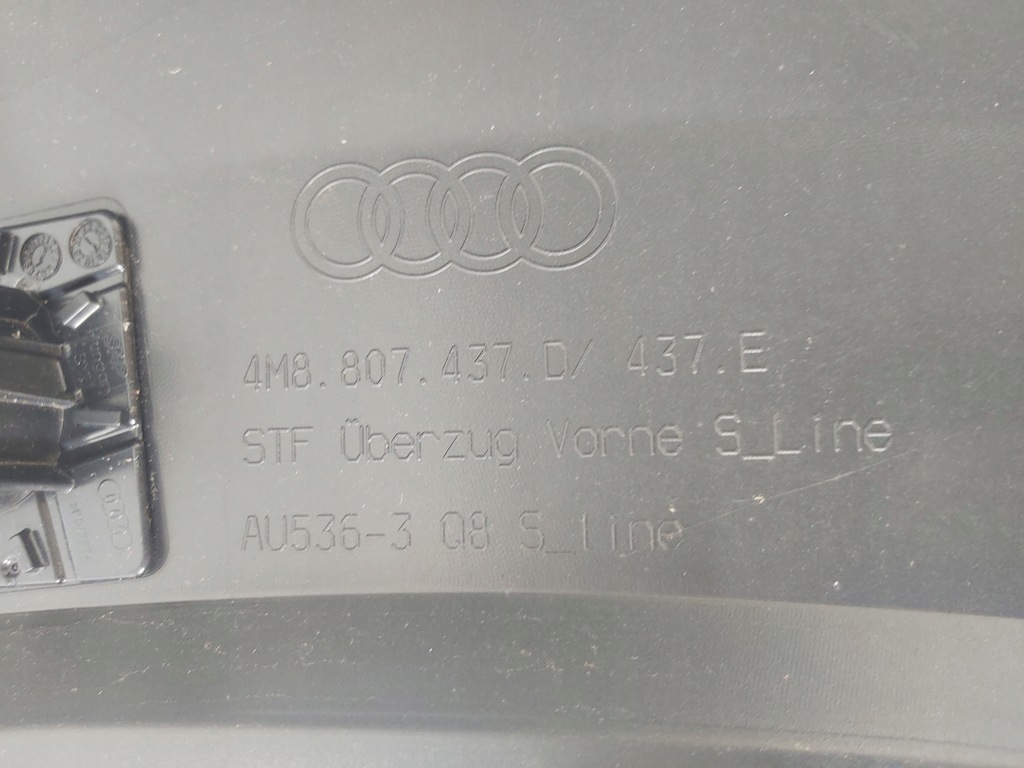 4M8.807.437.D/ 437.E
STF Überzug Vorne S_Line
AU536-3 Q8 S_line